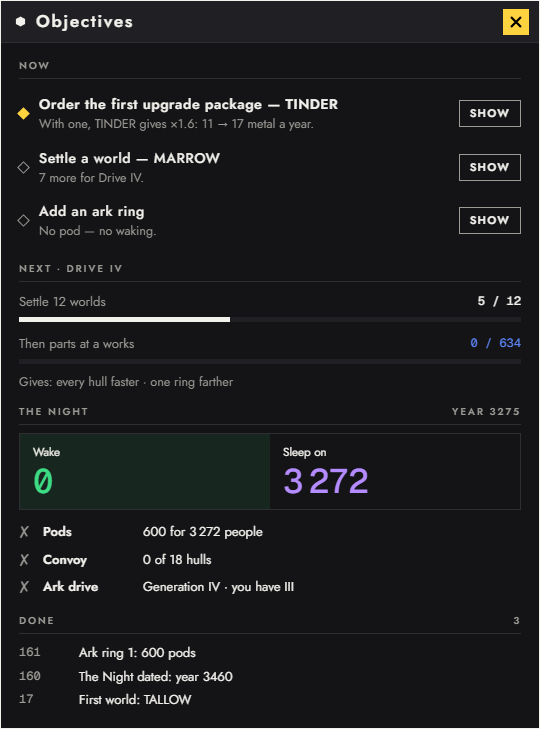 Objectives
NOW
Order the first upgrade package — TINDER
With one, TINDER gives ×1.6: 11 → 17 metal a year.
SHOW
Settle a world — MARROW
7 more for Drive IV.
SHOW
Add an ark ring
No pod — no waking.
SHOW
NEXT · DRIVE IV
Settle 12 worlds 5 / 12
Then parts at a works 0 / 634
Gives: every hull faster · one ring farther
THE NIGHT YEAR 3275
Wake
0
Sleep on
3 272
Pods 600 for 3 272 people
Convoy 0 of 18 hulls
Ark drive Generation IV · you have III
DONE 3
161 Ark ring 1: 600 pods
160 The Night dated: year 3460
17 First world: TALLOW